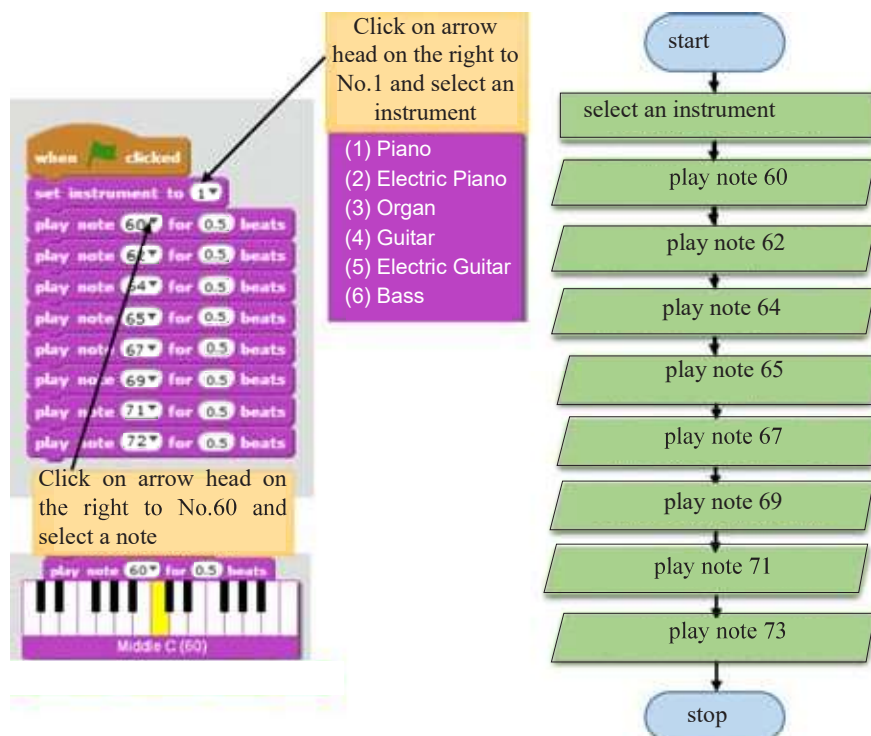 Click on arrow
head on the right to
No.1 and select an
instrument
when clicked
set instrument to 1
play note 60 for 0.5 beats
play note 62 for 0.5 beats
play note 64 for 0.5 beats
play note 65 for 0.5 beats
play note 67 for 0.5 beats
play note 69 for 0.5 beats
play note 71 for 0.5 beats
play note 72 for 0.5 beats
(1) Piano
(2) Electric Piano
(3) Organ
(4) Guitar
(5) Electric Guitar
(6) Bass
Click on arrow head on
the right to No.60 and
select a note
play note 60 for 0.5 beats
Middle C (60)
start
select an instrument
play note 60
play note 62
play note 64
play note 65
play note 67
play note 69
play note 71
play note 73
stop